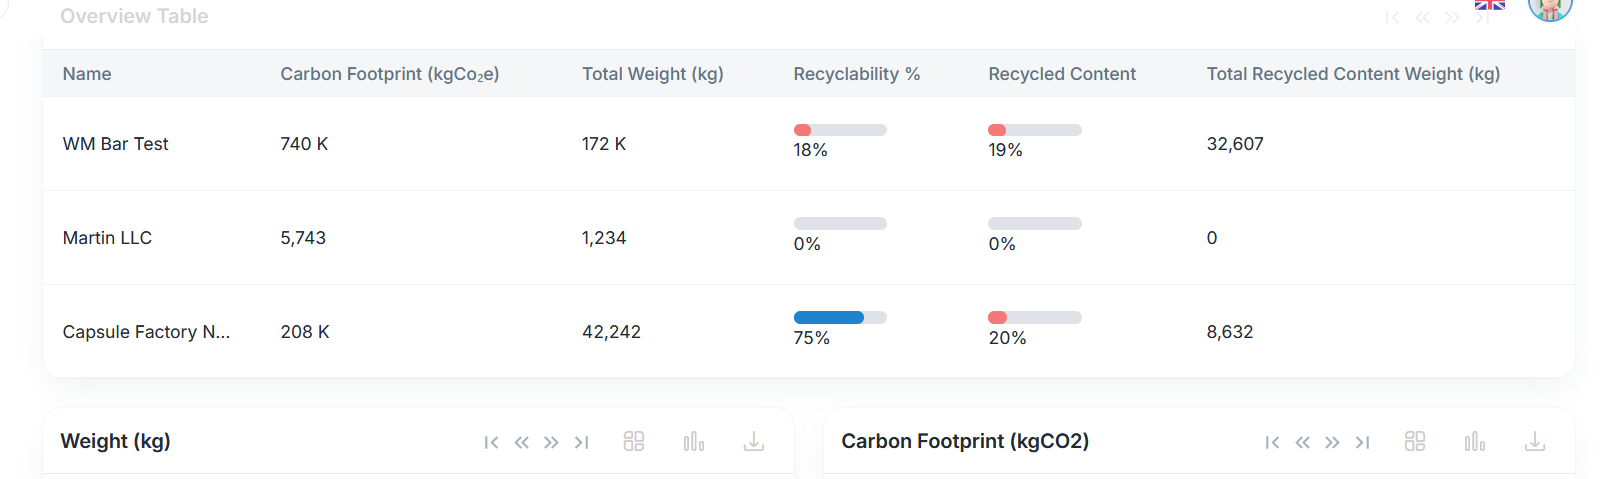 Overview Table
Name Carbon Footprint (kgCo₂e) Total Weight (kg) Recyclability % Recycled Content Total Recycled Content Weight (kg)
WM Bar Test 740 K 172 K 18% 19% 32,607
Martin LLC 5,743 1,234 0% 0% 0
Capsule Factory N... 208 K 42,242 75% 20% 8,632
Weight (kg) Carbon Footprint (kgCO2)